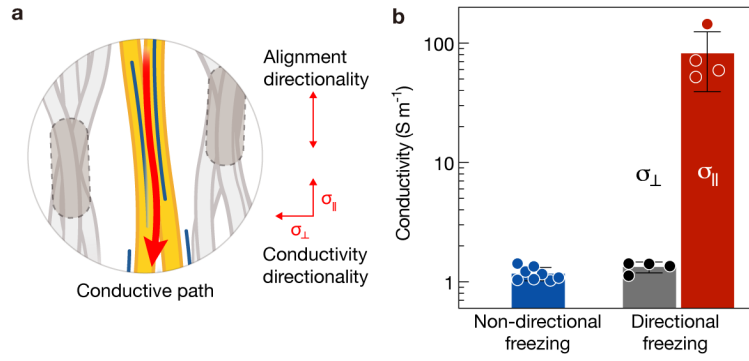 a
Alignment
directionality
σ∥
σ⊥
Conductivity
directionality
Conductive path
b
Conductivity (S m⁻¹)
100
10
1
σ⊥
σ∥
Non-directional
freezing
Directional
freezing